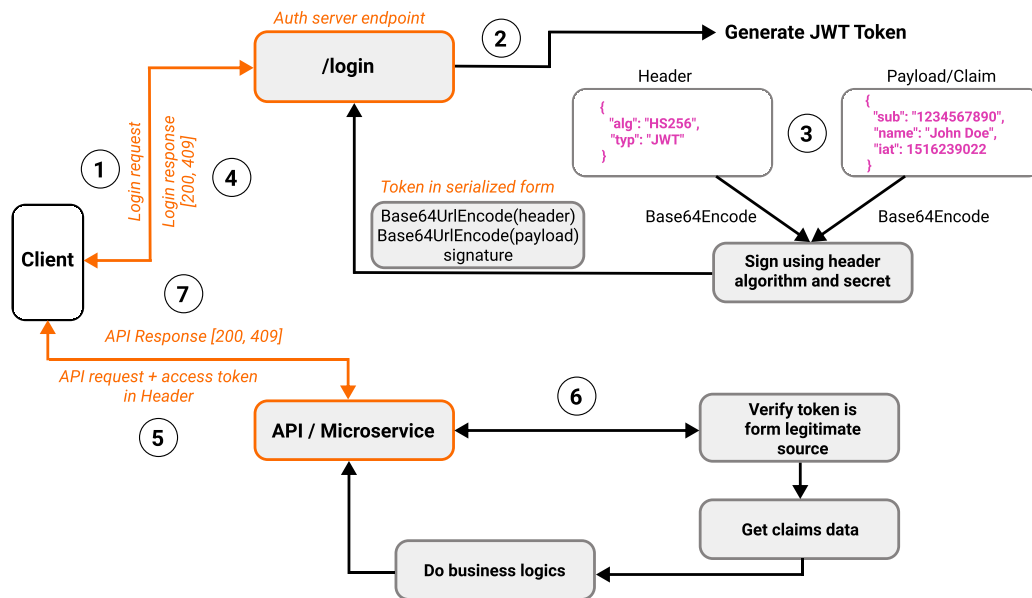 Auth server endpoint
/login
2
Generate JWT Token
Header
{
"alg": "HS256",
"typ": "JWT"
}
3
Payload/Claim
{
"sub": "1234567890",
"name": "John Doe",
"iat": 1516239022
}
1
Login request
Login response
[200, 409]
4
Token in serialized form
Base64UrlEncode(header)
Base64UrlEncode(payload)
signature
Base64Encode
Base64Encode
Sign using header
algorithm and secret
Client
7
API Response [200, 409]
API request + access token
in Header
5
API / Microservice
6
Verify token is
form legitimate
source
Get claims data
Do business logics